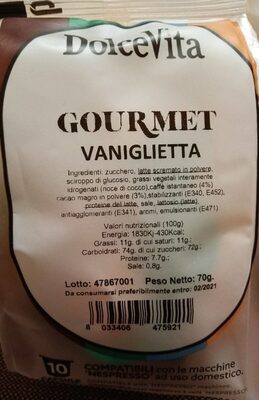 DOLCEVITA
GOURMET
VANIGLIETTA
Ingredienti: zucchero, latte scremato in polvere,
sciroppo di glucosio, grassi vegetali interamente
idrogenati (noce di cocco),caffè istantaneo (4%)
cacao magro in polvere (3%),stabilizzanti (E340, E452),
proteine del latte, sale, lattosio (latte),
antiagglomeranti (E341), aromi, emulsionanti (E471)
Valori nutrizionali (100g)
Energia: 1830Kj-430Kcal;
Grassi: 11g. di cui saturi: 11g.;
Carboidrati: 74g. di cui zuccheri: 72g.;
Proteine: 7.7g.;
Sale: 0,8g.
Lotto: 47867001 Peso Netto: 70g.
Da consumarsi preferibilmente entro: 02/2021
8 033406 475921
10
COMPATIBILI con le macchine
"NESPRESSO" ad uso domestico.